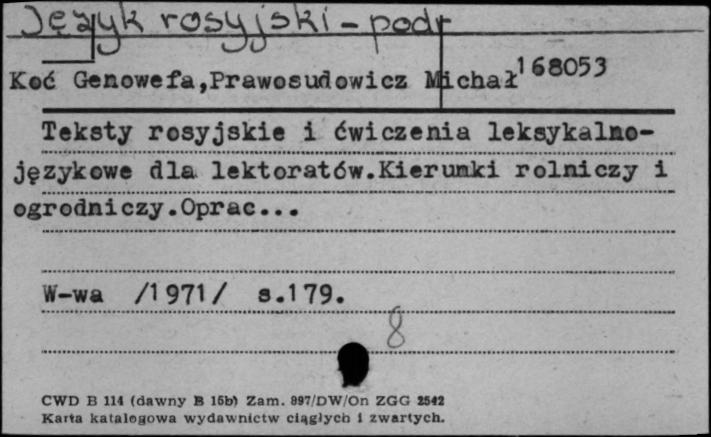 Język rosyjski - podr
168053
Koć Genowefa,Prawosudowicz Michał
Teksty rosyjskie i ćwiczenia leksykalno-
językowe dla lektoratów.Kierunki rolniczy i
ogrodniczy.Oprac...
W-wa /1971/ s.179.
8
CWD B 114 (dawny B 15b) Zam. 897/DW/On ZGG 2542
Karta katalogowa wydawnictw ciągłych i zwartych.